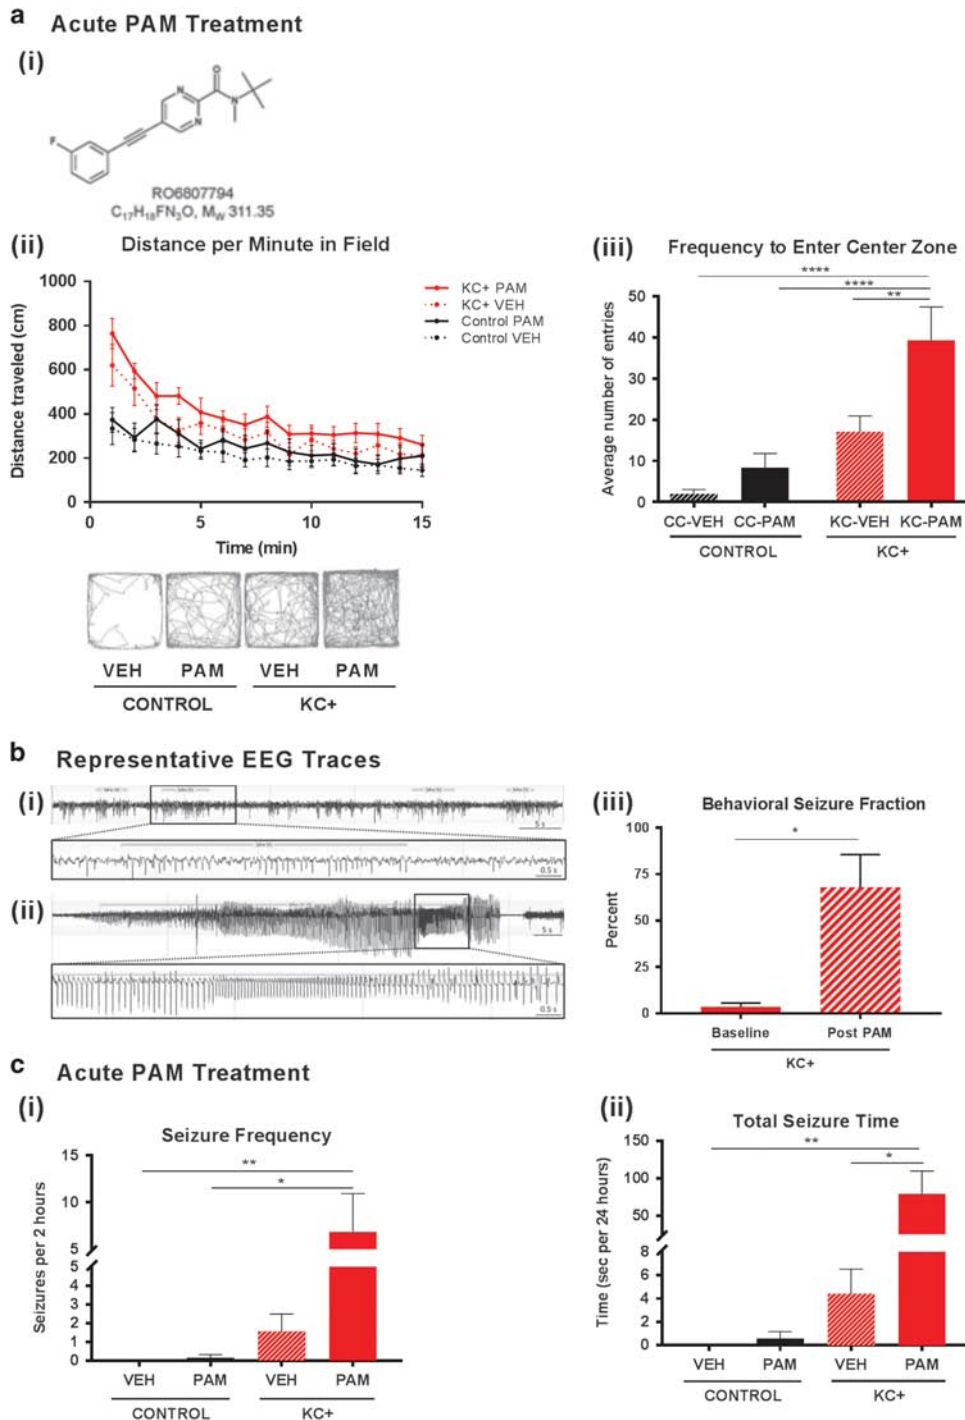 a Acute PAM Treatment
(i)
O
N
N
N
F
RO6807794
C₁₇H₁₈FN₃O, M_W 311.35
(ii) Distance per Minute in Field
1000
800
600
400
200
0
Distance traveled (cm)
0 5 10 15
Time (min)
KC+ PAM
KC+ VEH
Control PAM
Control VEH
VEH PAM VEH PAM
CONTROL KC+
(iii) Frequency to Enter Center Zone
****
****
**
50
40
30
20
10
0
Average number of entries
CC-VEH CC-PAM KC-VEH KC-PAM
CONTROL KC+
b Representative EEG Traces
(i)
5 s
0.5 s
(ii)
5 s
0.5 s
(iii) Behavioral Seizure Fraction
*
100
75
50
25
0
Percent
Baseline Post PAM
KC+
c Acute PAM Treatment
(i)
Seizure Frequency
**
*
15
10
5
5
4
3
2
1
0
Seizures per 2 hours
VEH PAM VEH PAM
CONTROL KC+
(ii)
Total Seizure Time
**
*
150
100
50
8
6
4
2
0
Time (sec per 24 hours)
VEH PAM VEH PAM
CONTROL KC+